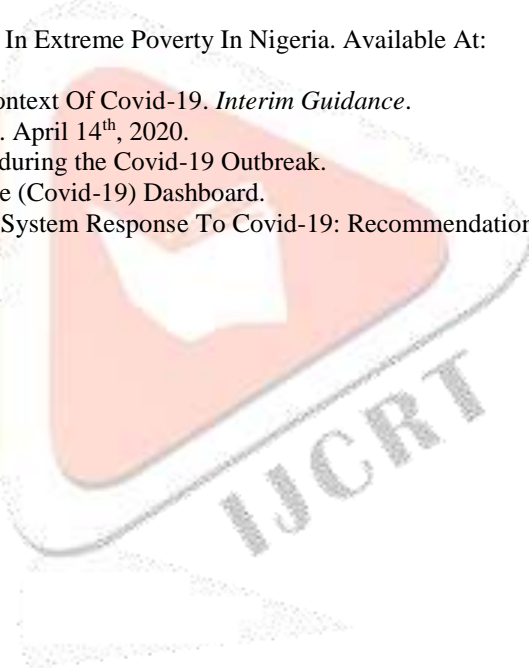 In Extreme Poverty In Nigeria. Available At:
ontext Of Covid-19. Interim Guidance.
. April 14th, 2020.
during the Covid-19 Outbreak.
e (Covid-19) Dashboard.
System Response To Covid-19: Recommendation
IJCRT